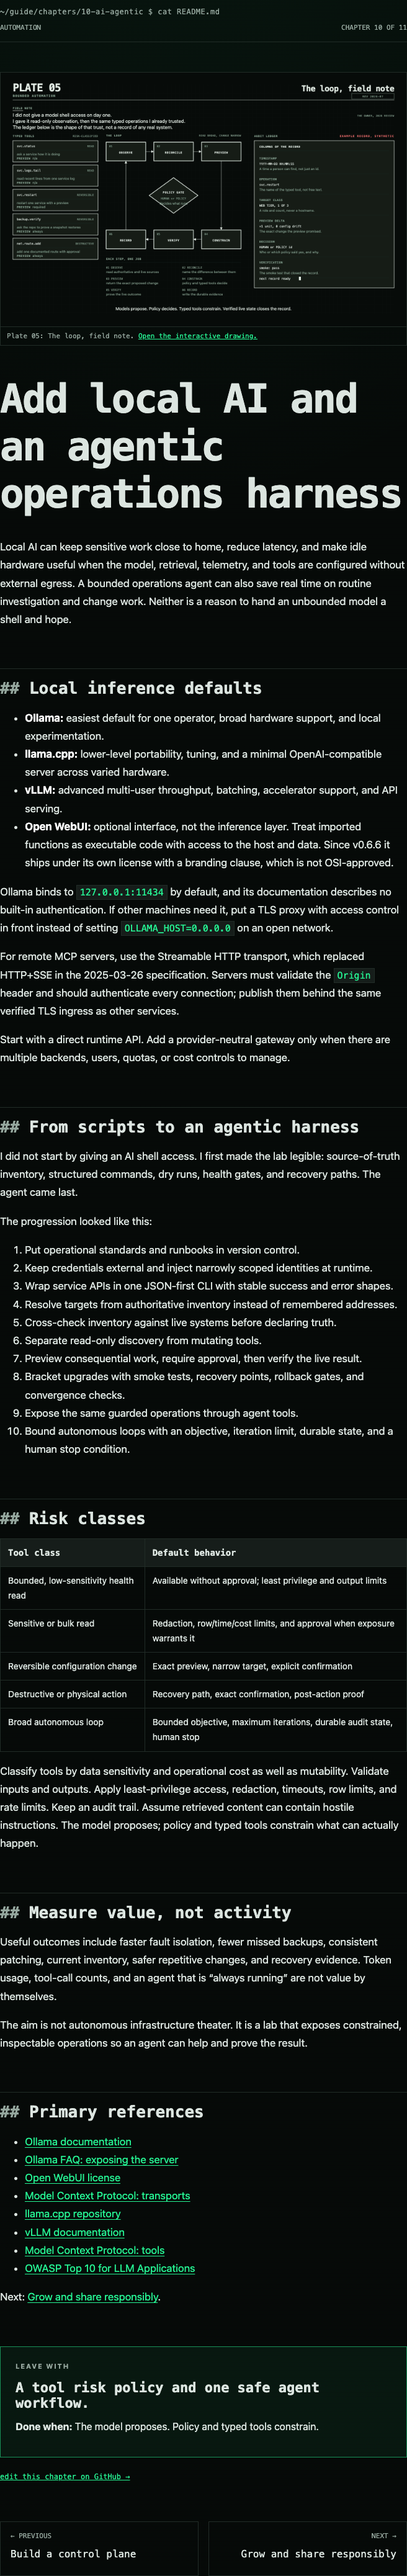 ~/guide/chapters/10-ai-agentic $ cat README.md
AUTOMATION
CHAPTER 10 OF 11
PLATE 05
BOUNDED AUTOMATION
The loop, field note
FIELD NOTE
I did not give a model shell access on day one.
I gave it read-only observation, then the same typed operations I already trusted.
The ledger below is the shape of trust, not a record of any real system.
TYPED TOOLS
THE LOOP
AUDIT LEDGER
OBSERVE
RECONCILE
PREVIEW
POLICY GATE
RECORD
VERIFY
CONSTRAIN
Models propose. Policy decides. Typed tools constrain. Verified live state closes the record.
Plate 05: The loop, field note. Open the interactive drawing.
Add local AI and
an agentic
operations harness
Local AI can keep sensitive work close to home, reduce latency, and make idle
hardware useful when the model, retrieval, telemetry, and tools are configured without
external egress. A bounded operations agent can also save real time on routine
investigation and change work. Neither is a reason to hand an unbounded model a
shell and hope.
## Local inference defaults
• Ollama: easiest default for one operator, broad hardware support, and local
experimentation.
• llama.cpp: lower-level portability, tuning, and a minimal OpenAI-compatible
server across varied hardware.
• vLLM: advanced multi-user throughput, batching, accelerator support, and API
serving.
• Open WebUI: optional interface, not the inference layer. Treat imported
functions as executable code with access to the host and data. Since v0.6.6 it
ships under its own license with a branding clause, which is not OSI-approved.
Ollama binds to 127.0.0.1:11434 by default, and its documentation describes no
built-in authentication. If other machines need it, put a TLS proxy with access control
in front instead of setting OLLAMA_HOST=0.0.0.0 on an open network.
For remote MCP servers, use the Streamable HTTP transport, which replaced
HTTP+SSE in the 2025-03-26 specification. Servers must validate the Origin
header and should authenticate every connection; publish them behind the same
verified TLS ingress as other services.
Start with a direct runtime API. Add a provider-neutral gateway only when there are
multiple backends, users, quotas, or cost controls to manage.
## From scripts to an agentic harness
I did not start by giving an AI shell access. I first made the lab legible: source-of-truth
inventory, structured commands, dry runs, health gates, and recovery paths. The
agent came last.
The progression looked like this:
1. Put operational standards and runbooks in version control.
2. Keep credentials external and inject narrowly scoped identities at runtime.
3. Wrap service APIs in one JSON-first CLI with stable success and error shapes.
4. Resolve targets from authoritative inventory instead of remembered addresses.
5. Cross-check inventory against live systems before declaring truth.
6. Separate read-only discovery from mutating tools.
7. Preview consequential work, require approval, then verify the live result.
8. Bracket upgrades with smoke tests, recovery points, rollback gates, and
convergence checks.
9. Expose the same guarded operations through agent tools.
10. Bound autonomous loops with an objective, iteration limit, durable state, and a
human stop condition.
## Risk classes
Tool class
Default behavior
Bounded, low-sensitivity health
read
Available without approval; least privilege and output limits
Sensitive or bulk read
Redaction, row/time/cost limits, and approval when exposure
warrants it
Reversible configuration change
Exact preview, narrow target, explicit confirmation
Destructive or physical action
Recovery path, exact confirmation, post-action proof
Broad autonomous loop
Bounded objective, maximum iterations, durable audit state,
human stop
Classify tools by data sensitivity and operational cost as well as mutability. Validate
inputs and outputs. Apply least-privilege access, redaction, timeouts, row limits, and
rate limits. Keep an audit trail. Assume retrieved content can contain hostile
instructions. The model proposes; policy and typed tools constrain what can actually
happen.
## Measure value, not activity
Useful outcomes include faster fault isolation, fewer missed backups, consistent
patching, current inventory, safer repetitive changes, and recovery evidence. Token
usage, tool-call counts, and an agent that is “always running” are not value by
themselves.
The aim is not autonomous infrastructure theater. It is a lab that exposes constrained,
inspectable operations so an agent can help and prove the result.
## Primary references
• Ollama documentation
• Ollama FAQ: exposing the server
• Open WebUI license
• Model Context Protocol: transports
• llama.cpp repository
• vLLM documentation
• Model Context Protocol: tools
• OWASP Top 10 for LLM Applications
Next: Grow and share responsibly.
LEAVE WITH
A tool risk policy and one safe agent
workflow.
Done when: The model proposes. Policy and typed tools constrain.
edit this chapter on GitHub →
← PREVIOUS
Build a control plane
NEXT →
Grow and share responsibly